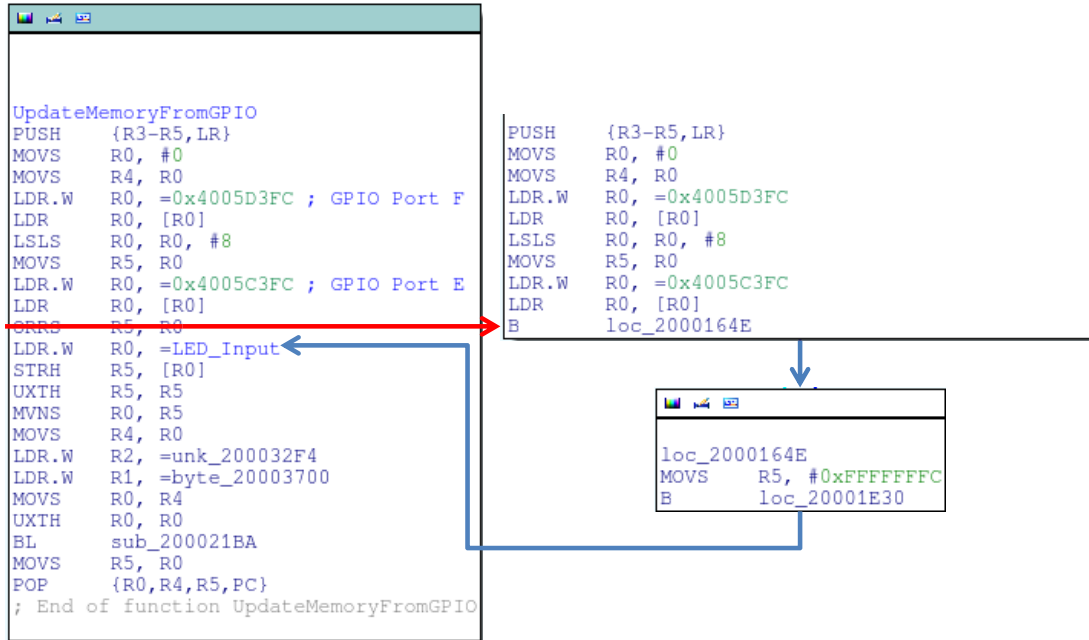 UpdateMemoryFromGPIO
PUSH {R3-R5,LR}
MOVS R0, #0
MOVS R4, R0
LDR.W R0, =0x4005D3FC ; GPIO Port F
LDR R0, [R0]
LSLS R0, R0, #8
MOVS R5, R0
LDR.W R0, =0x4005C3FC ; GPIO Port E
LDR R0, [R0]
ORRS R5, R0
LDR.W R0, =LED_Input
STRH R5, [R0]
UXTH R5, R5
MVNS R0, R5
MOVS R4, R0
LDR.W R2, =unk_200032F4
LDR.W R1, =byte_20003700
MOVS R0, R4
UXTH R0, R0
BL sub_200021BA
MOVS R5, R0
POP {R0,R4,R5,PC}
; End of function UpdateMemoryFromGPIO
PUSH {R3-R5,LR}
MOVS R0, #0
MOVS R4, R0
LDR.W R0, =0x4005D3FC
LDR R0, [R0]
LSLS R0, R0, #8
MOVS R5, R0
LDR.W R0, =0x4005C3FC
LDR R0, [R0]
B loc_2000164E
loc_2000164E
MOVS R5, #0xFFFFFFFC
B loc_20001E30